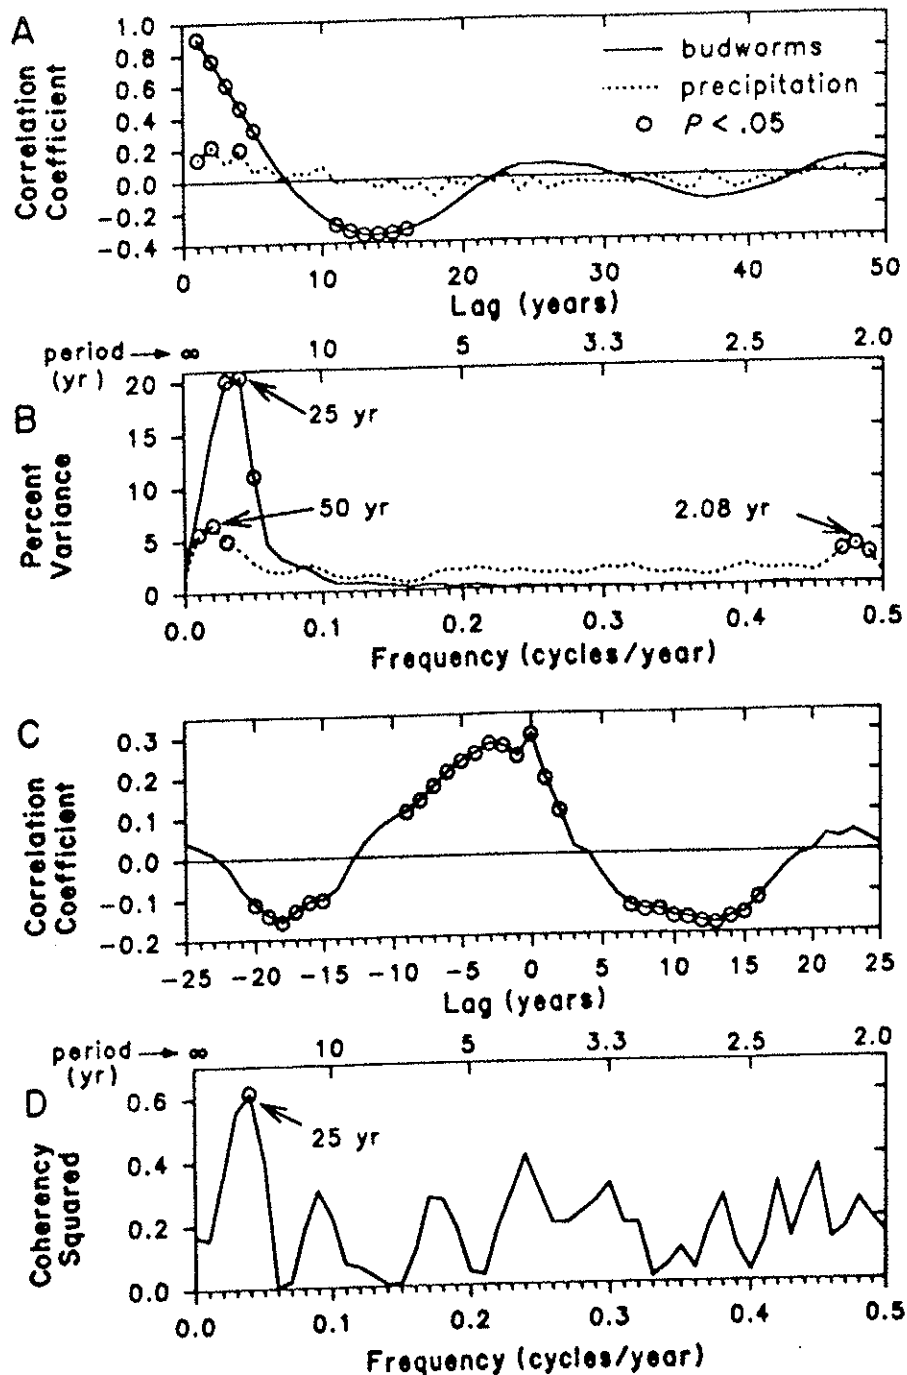 A
Correlation
Coefficient
1.0
0.8
0.6
0.4
0.2
0.0
−0.2
−0.4
budworms
precipitation
P < .05
0 10 20 30 40 50
Lag (years)
period → ∞ 10 5 3.3 2.5 2.0
(yr)
B
Percent
Variance
20
15
10
5
0
25 yr
50 yr
2.08 yr
0.0 0.1 0.2 0.3 0.4 0.5
Frequency (cycles/year)
C
Correlation
Coefficient
0.3
0.2
0.1
0.0
−0.1
−0.2
−25 −20 −15 −10 −5 0 5 10 15 20 25
Lag (years)
period → ∞ 10 5 3.3 2.5 2.0
(yr)
D
Coherency
Squared
0.6
0.4
0.2
0.0
25 yr
0.0 0.1 0.2 0.3 0.4 0.5
Frequency (cycles/year)